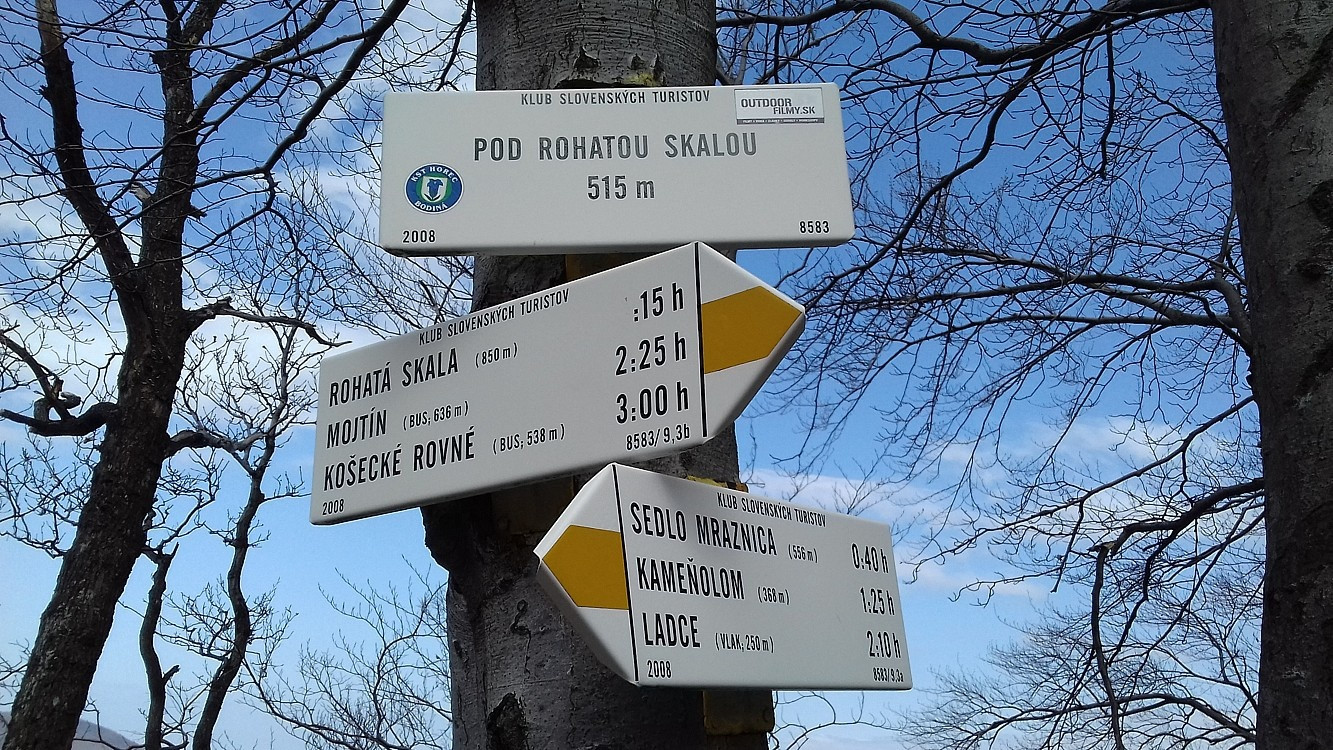 KLUB SLOVENSKÝCH TURISTOV
OUTDOOR
FILMY.SK
POD ROHATOU SKALOU
515 m
KST HOREC
BODINÁ
2008 8583
KLUB SLOVENSKÝCH TURISTOV
ROHATÁ SKALA (850 m) :15 h
MOJTÍN (BUS; 636 m) 2:25 h
KOŠECKÉ ROVNÉ (BUS; 538 m) 3:00 h
2008 8583/9,3b
KLUB SLOVENSKÝCH TURISTOV
SEDLO MRAZNICA (556 m) 0:40 h
KAMEŇOLOM (368 m) 1:25 h
LADCE (VLAK, 250 m) 2:10 h
2008 8583/9,3a